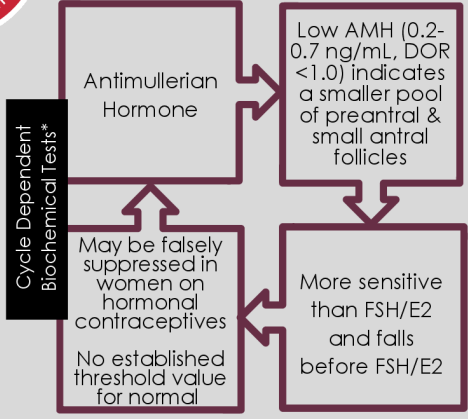 Cycle Dependent
Biochemical Tests*
Antimullerian
Hormone
Low AMH (0.2-
0.7 ng/mL, DOR
<1.0) indicates
a smaller pool
of preantral &
small antral
follicles
More sensitive
than FSH/E2
and falls
before FSH/E2
May be falsely
suppressed in
women on
hormonal
contraceptives
No established
threshold value
for normal